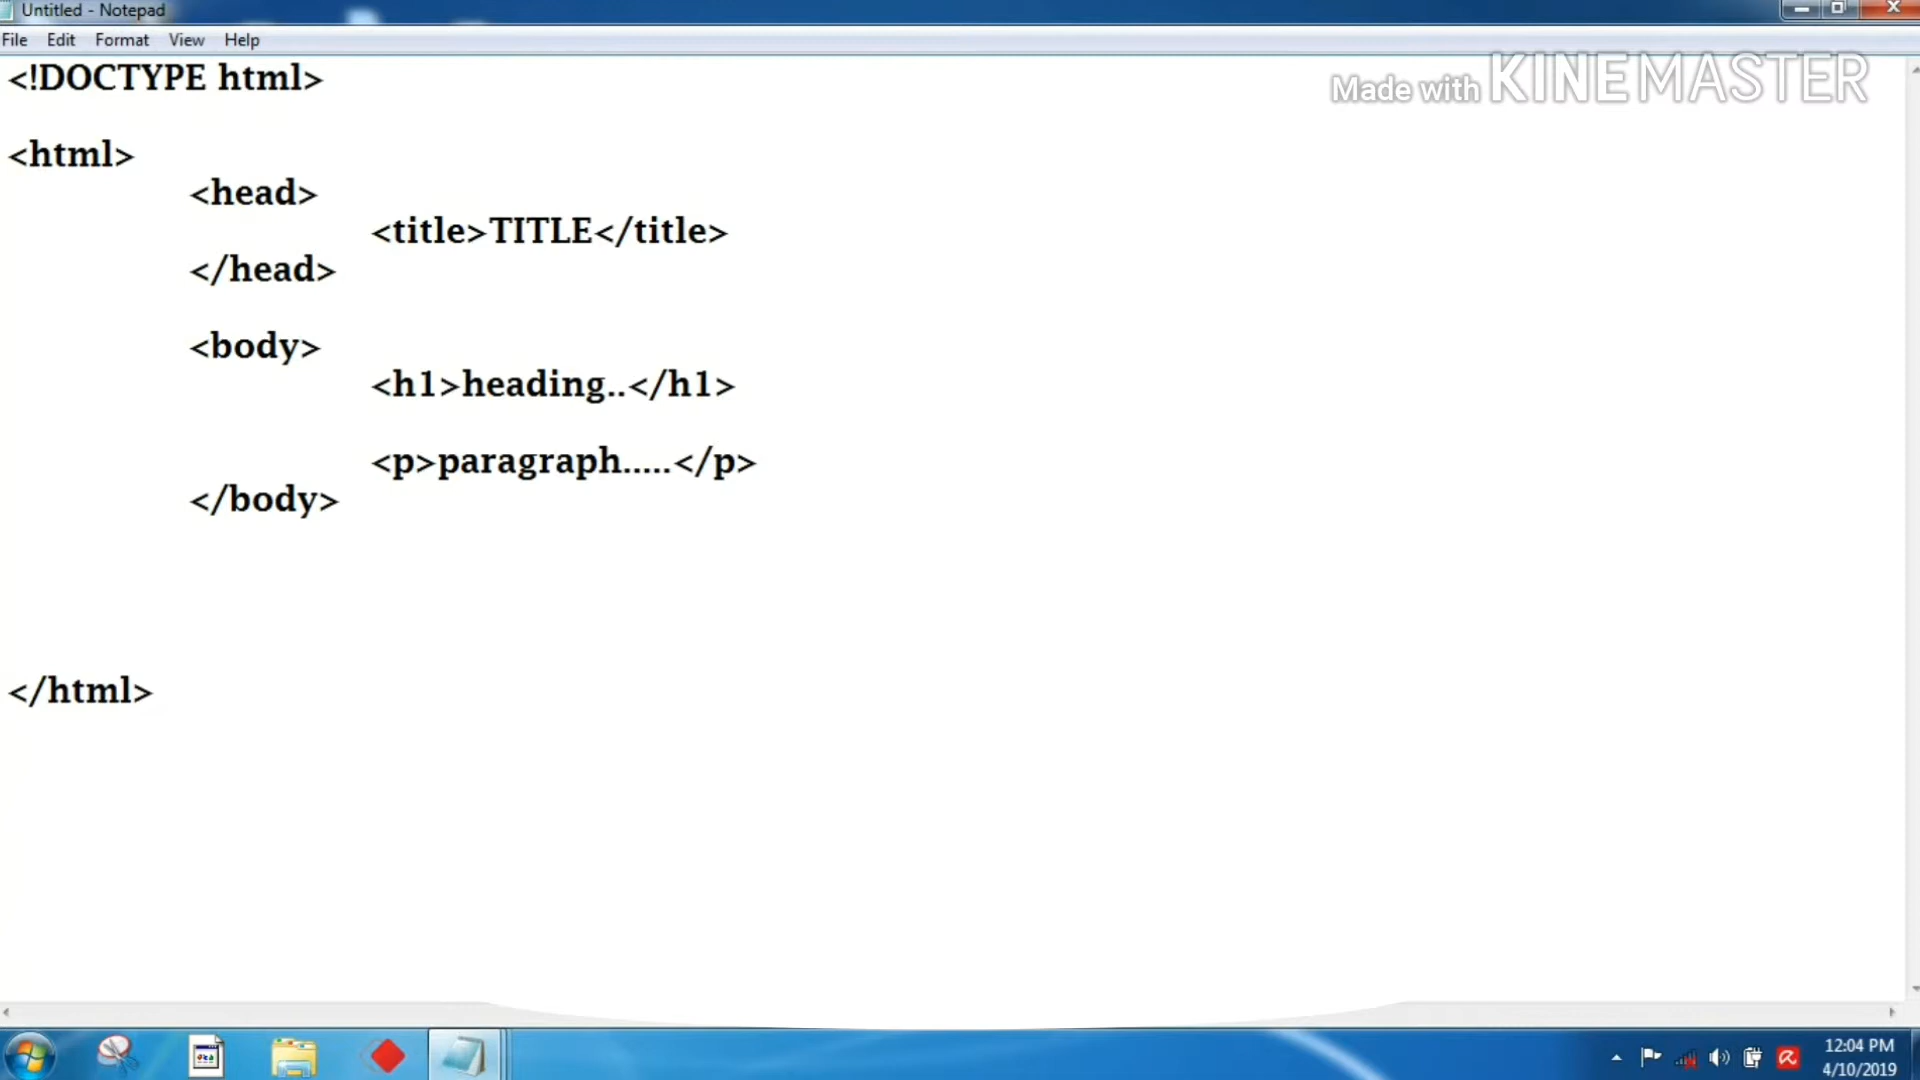 Untitled - Notepad
File Edit Format View Help
Made with KINEMASTER
<!DOCTYPE html>
<html>
<head>
<title>TITLE</title>
</head>
<body>
<h1>heading..</h1>
<p>paragraph.....</p>
</body>
</html>
12:04 PM
4/10/2019